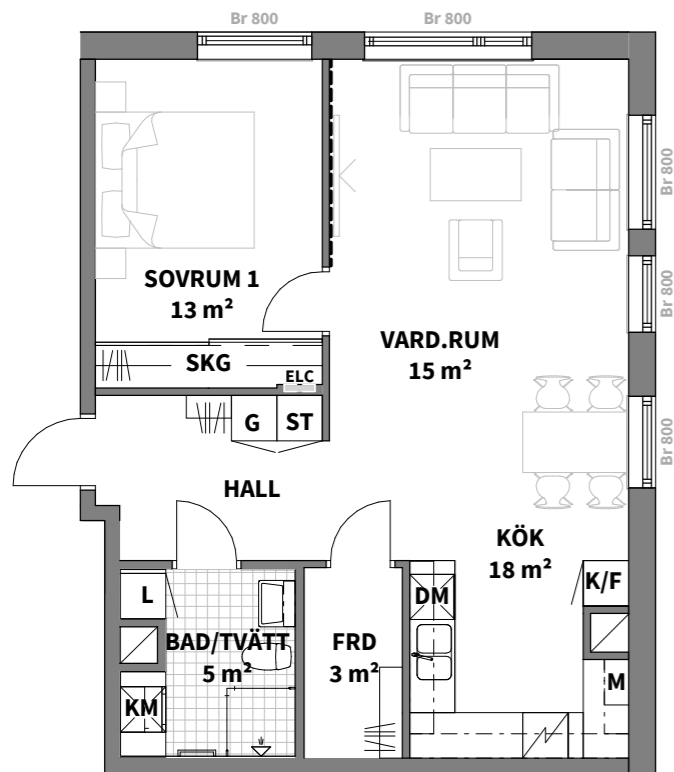 Br 800
Br 800
Br 800
Br 800
Br 800
SOVRUM 1
13 m²
SKG
ELC
VARD.RUM
15 m²
G
ST
HALL
KÖK
18 m²
K/F
DM
L
BAD/TVÄTT
5 m²
FRD
3 m²
M
KM